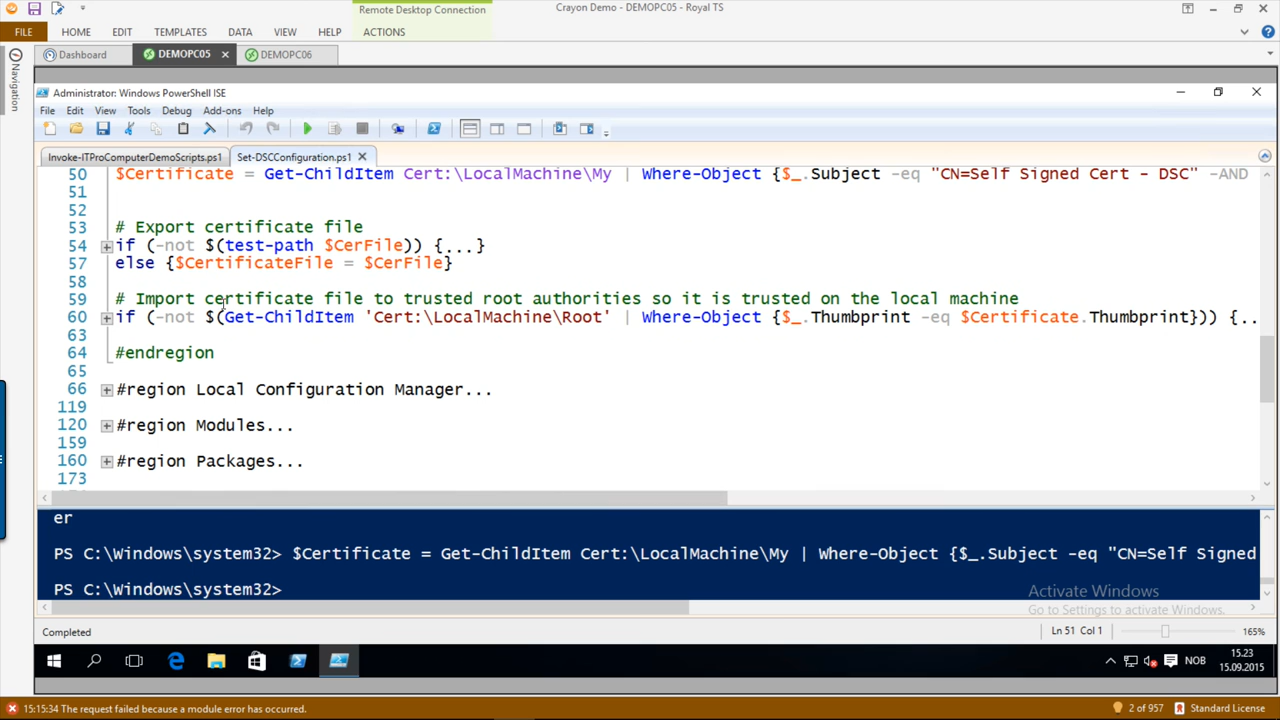 Remote Desktop Connection
Crayon Demo - DEMOPC05 - Royal TS
FILE HOME EDIT TEMPLATES DATA VIEW HELP ACTIONS
Dashboard DEMOPC05 DEMOPC06
Navigation
Administrator: Windows PowerShell ISE
File Edit View Tools Debug Add-ons Help
Invoke-ITProComputerDemoScripts.ps1 Set-DSCConfiguration.ps1
50 $Certificate = Get-ChildItem Cert:\LocalMachine\My | Where-Object {$_.Subject -eq "CN=Self Signed Cert - DSC" -AND
51
52
53 # Export certificate file
54 if (-not $(test-path $CerFile)) {...}
57 else {$CertificateFile = $CerFile}
58
59 # Import certificate file to trusted root authorities so it is trusted on the local machine
60 if (-not $(Get-ChildItem 'Cert:\LocalMachine\Root' | Where-Object {$_.Thumbprint -eq $Certificate.Thumbprint})) {...
63
64 #endregion
65
66 #region Local Configuration Manager...
119
120 #region Modules...
159
160 #region Packages...
173
er
PS C:\Windows\system32> $Certificate = Get-ChildItem Cert:\LocalMachine\My | Where-Object {$_.Subject -eq "CN=Self Signed
PS C:\Windows\system32>
Activate Windows
Go to Settings to activate Windows.
Completed Ln 51 Col 1 165%
NOB 15.23
15.09.2015
15:15:34 The request failed because a module error has occurred. 2 of 957 Standard License